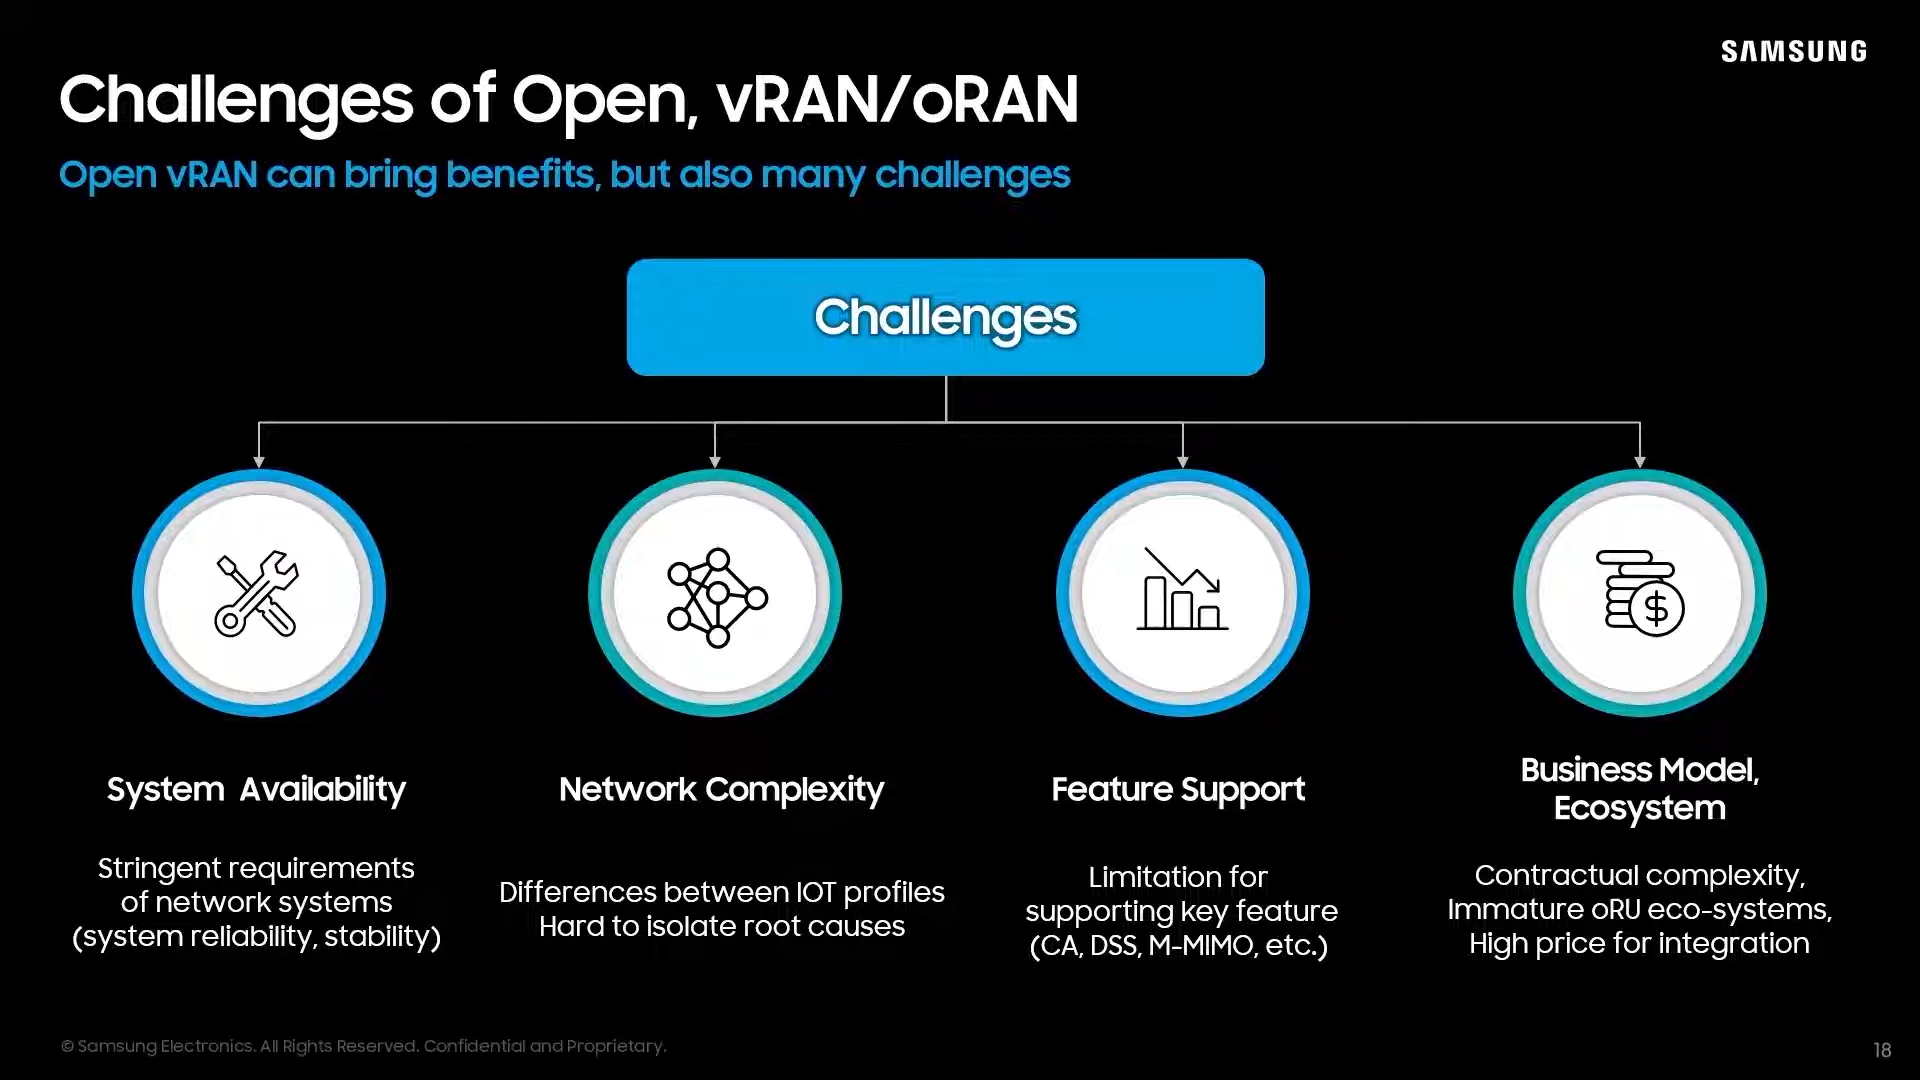 SAMSUNG
Challenges of Open, vRAN/oRAN
Open vRAN can bring benefits, but also many challenges
Challenges
System Availability
Stringent requirements
of network systems
(system reliability, stability)
Network Complexity
Differences between IOT profiles
Hard to isolate root causes
Feature Support
Limitation for
supporting key feature
(CA, DSS, M-MIMO, etc.)
Business Model,
Ecosystem
Contractual complexity,
Immature oRU eco-systems,
High price for integration
$
© Samsung Electronics. All Rights Reserved. Confidential and Proprietary.
18